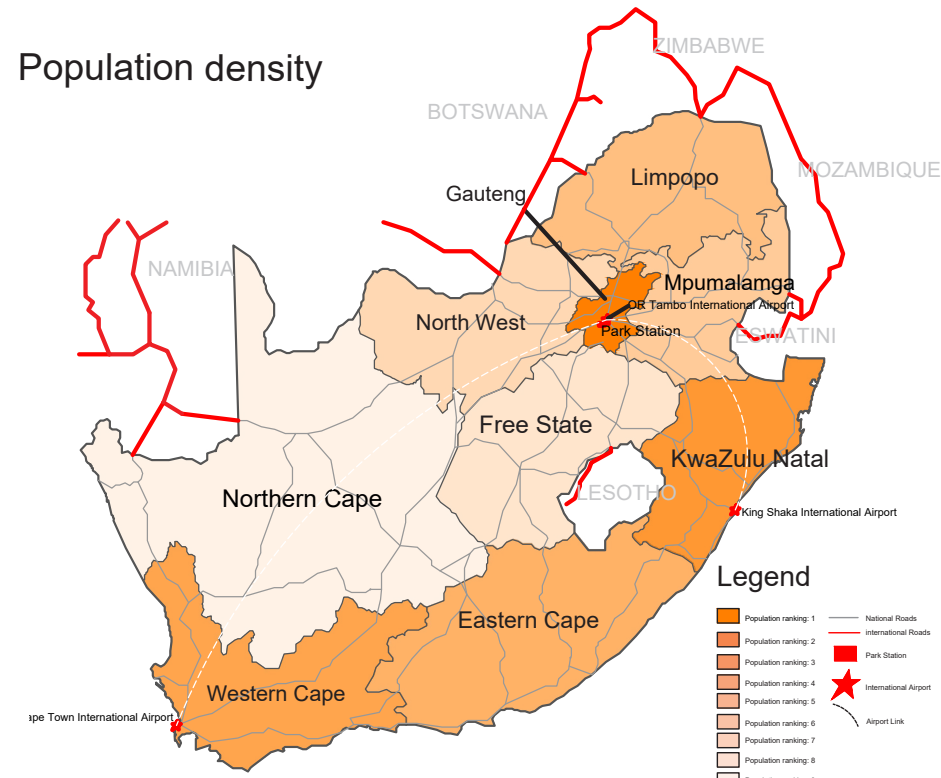 Population density
ZIMBABWE
BOTSWANA
MOZAMBIQUE
Limpopo
Gauteng
NAMIBIA
Mpumalamga
OR Tambo International Airport
North West
Park Station
ESWATINI
Free State
KwaZulu Natal
Northern Cape
LESOTHO
King Shaka International Airport
Eastern Cape
Western Cape
ape Town International Airport
Legend
Population ranking: 1
Population ranking: 2
Population ranking: 3
Population ranking: 4
Population ranking: 5
Population ranking: 6
Population ranking: 7
Population ranking: 8
National Roads
international Roads
Park Station
International Airport
Airport Link